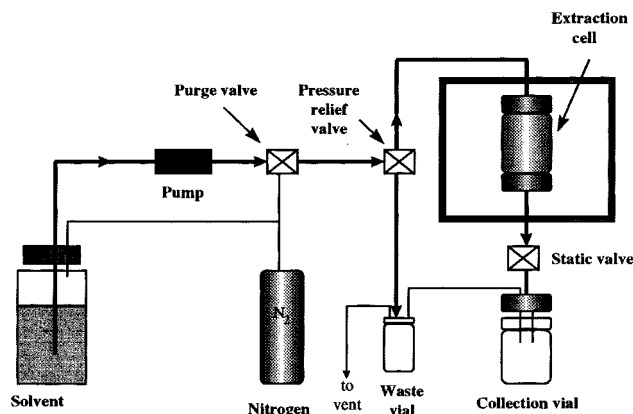 Extraction
cell
Purge valve
Pressure
relief
valve
Pump
Static valve
N2
to
vent
Solvent
Nitrogen
Waste
vial
Collection vial